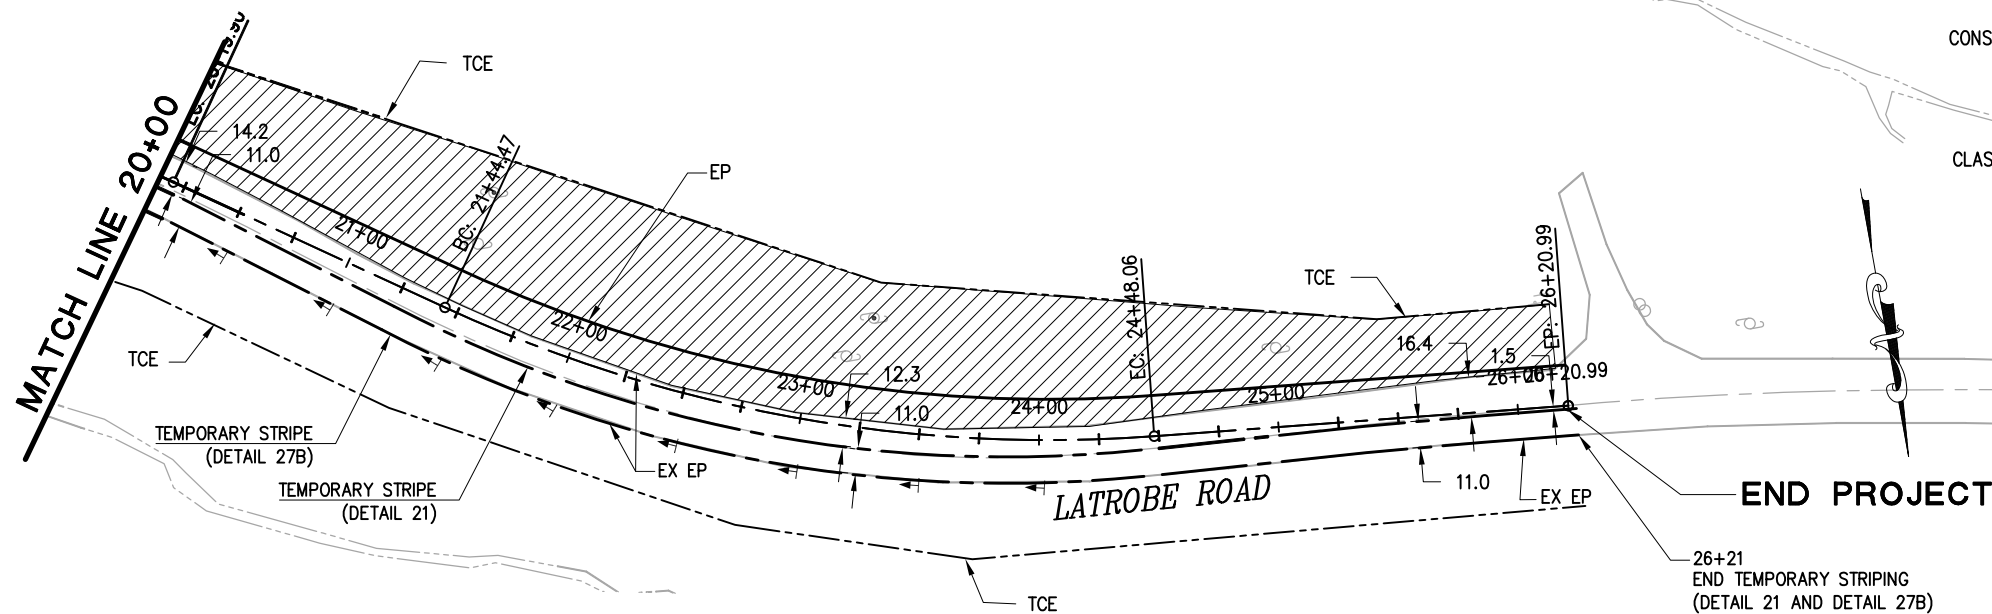 CONS
TCE
14.2
11.0
MATCH LINE 20+00
BC: 21+44.47
EP
CLAS
21+00
22+00
23+00
12.3
11.0
24+00
EC: 24+48.06
25+00
TCE
16.4
1.5
EP: 26+20.99
26+00
26+20.99
TCE
TEMPORARY STRIPE
(DETAIL 27B)
TEMPORARY STRIPE
(DETAIL 21)
EX EP
LATROBE ROAD
11.0
EX EP
END PROJECT
26+21
END TEMPORARY STRIPING
(DETAIL 21 AND DETAIL 27B)
TCE